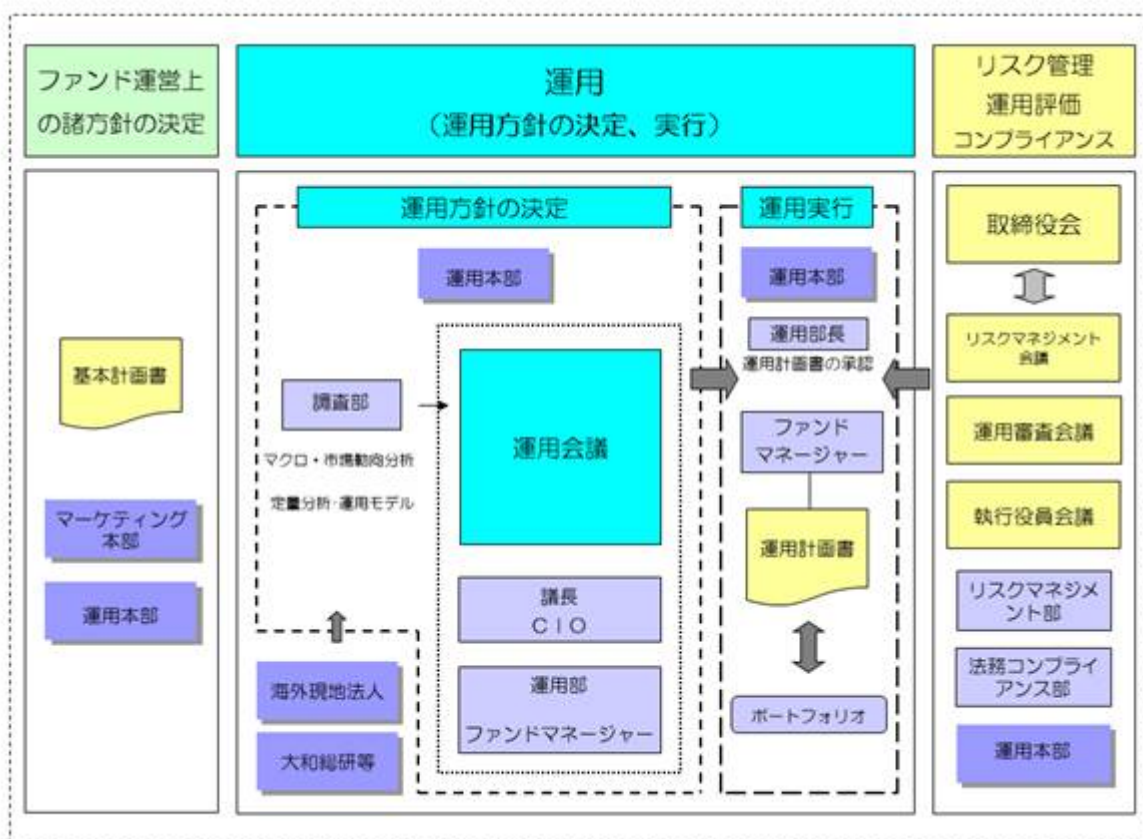 ファンド運営上
の諸方針の決定
運用
（運用方針の決定、実行）
リスク管理
運用評価
コンプライアンス
基本計画書
マーケティング
本部
運用本部
運用方針の決定
運用本部
調査部
マクロ・市場動向分析
定量分析・運用モデル
運用会議
議長
ＣＩＯ
運用部
ファンドマネージャー
海外現地法人
大和総研等
運用実行
運用本部
運用部長
運用計画書の承認
ファンド
マネージャー
運用計画書
ポートフォリオ
取締役会
リスクマネジメント
会議
運用審査会議
執行役員会議
リスクマネジメ
ント部
法務コンプライ
アンス部
運用本部